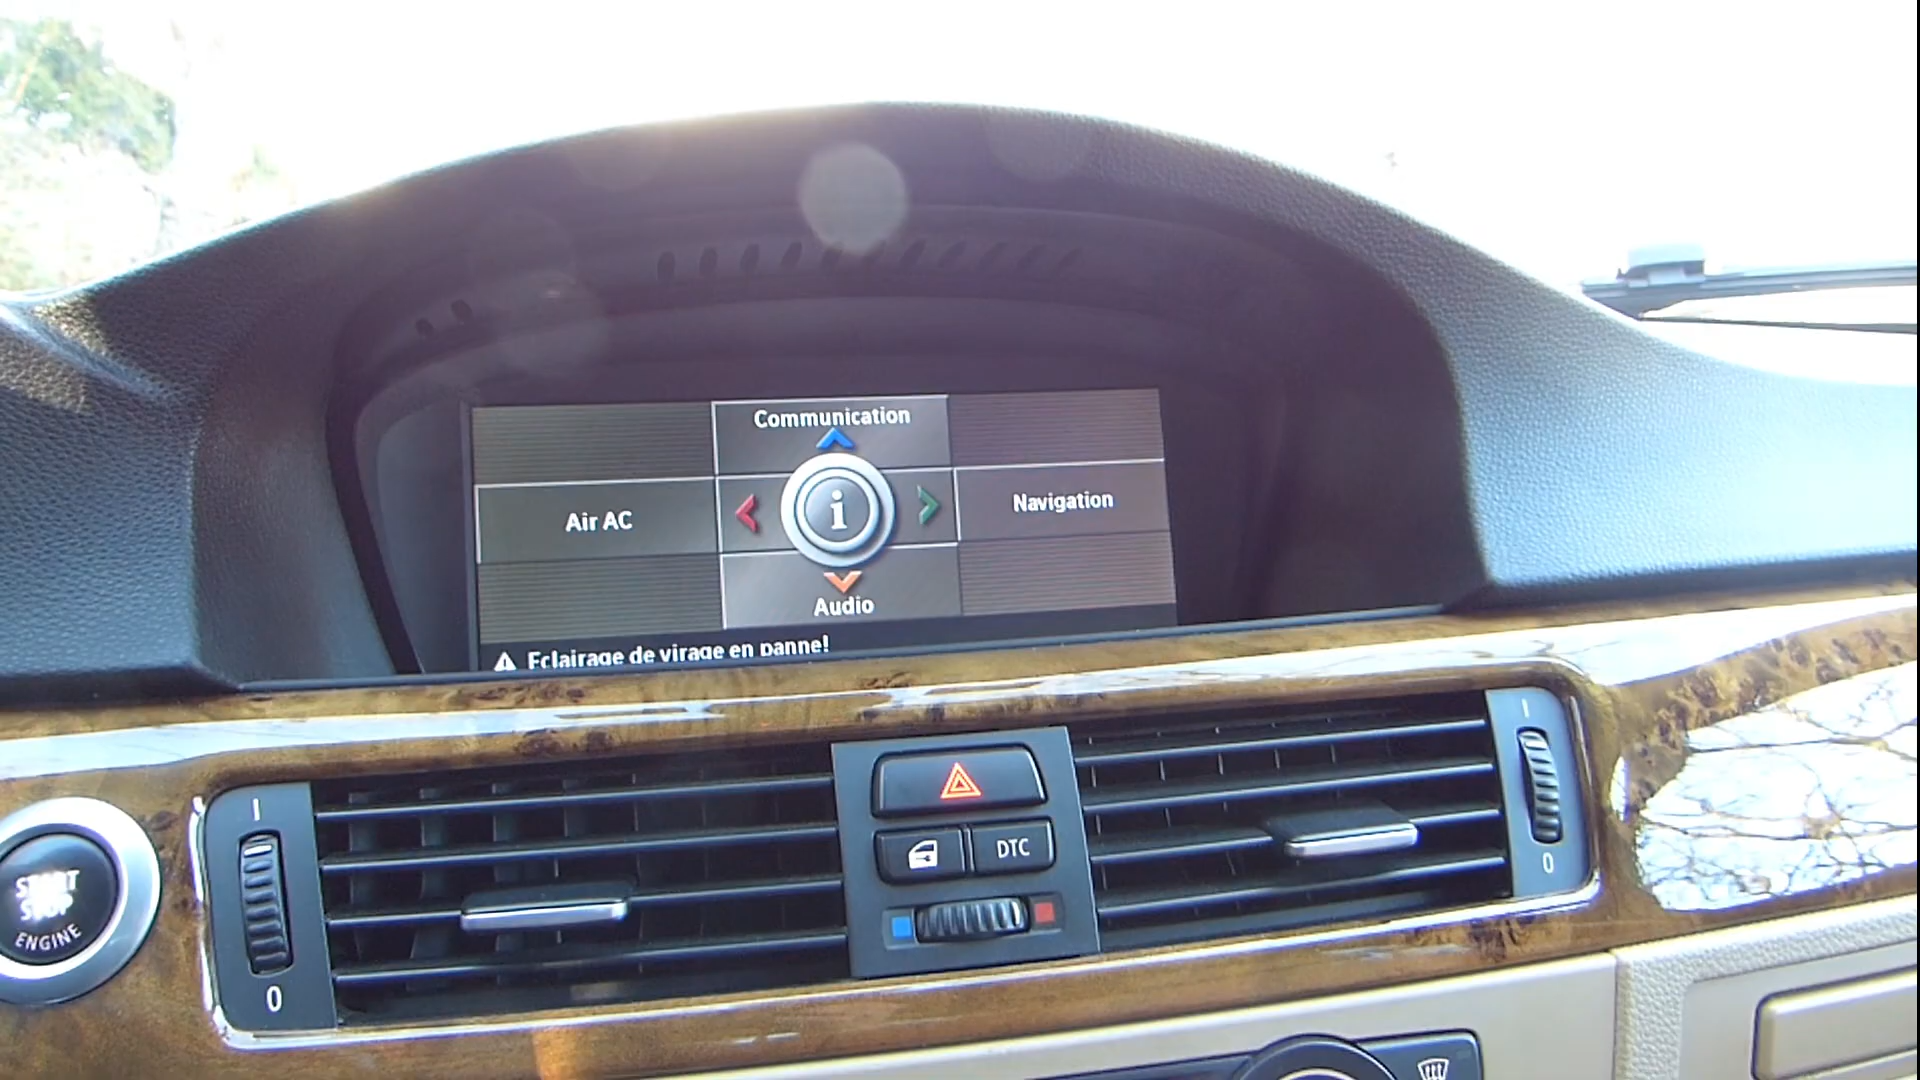 Communication
Air AC
i
Navigation
Audio
Eclairage de virage en panne!
START
STOP
ENGINE
I
0
DTC
I
0